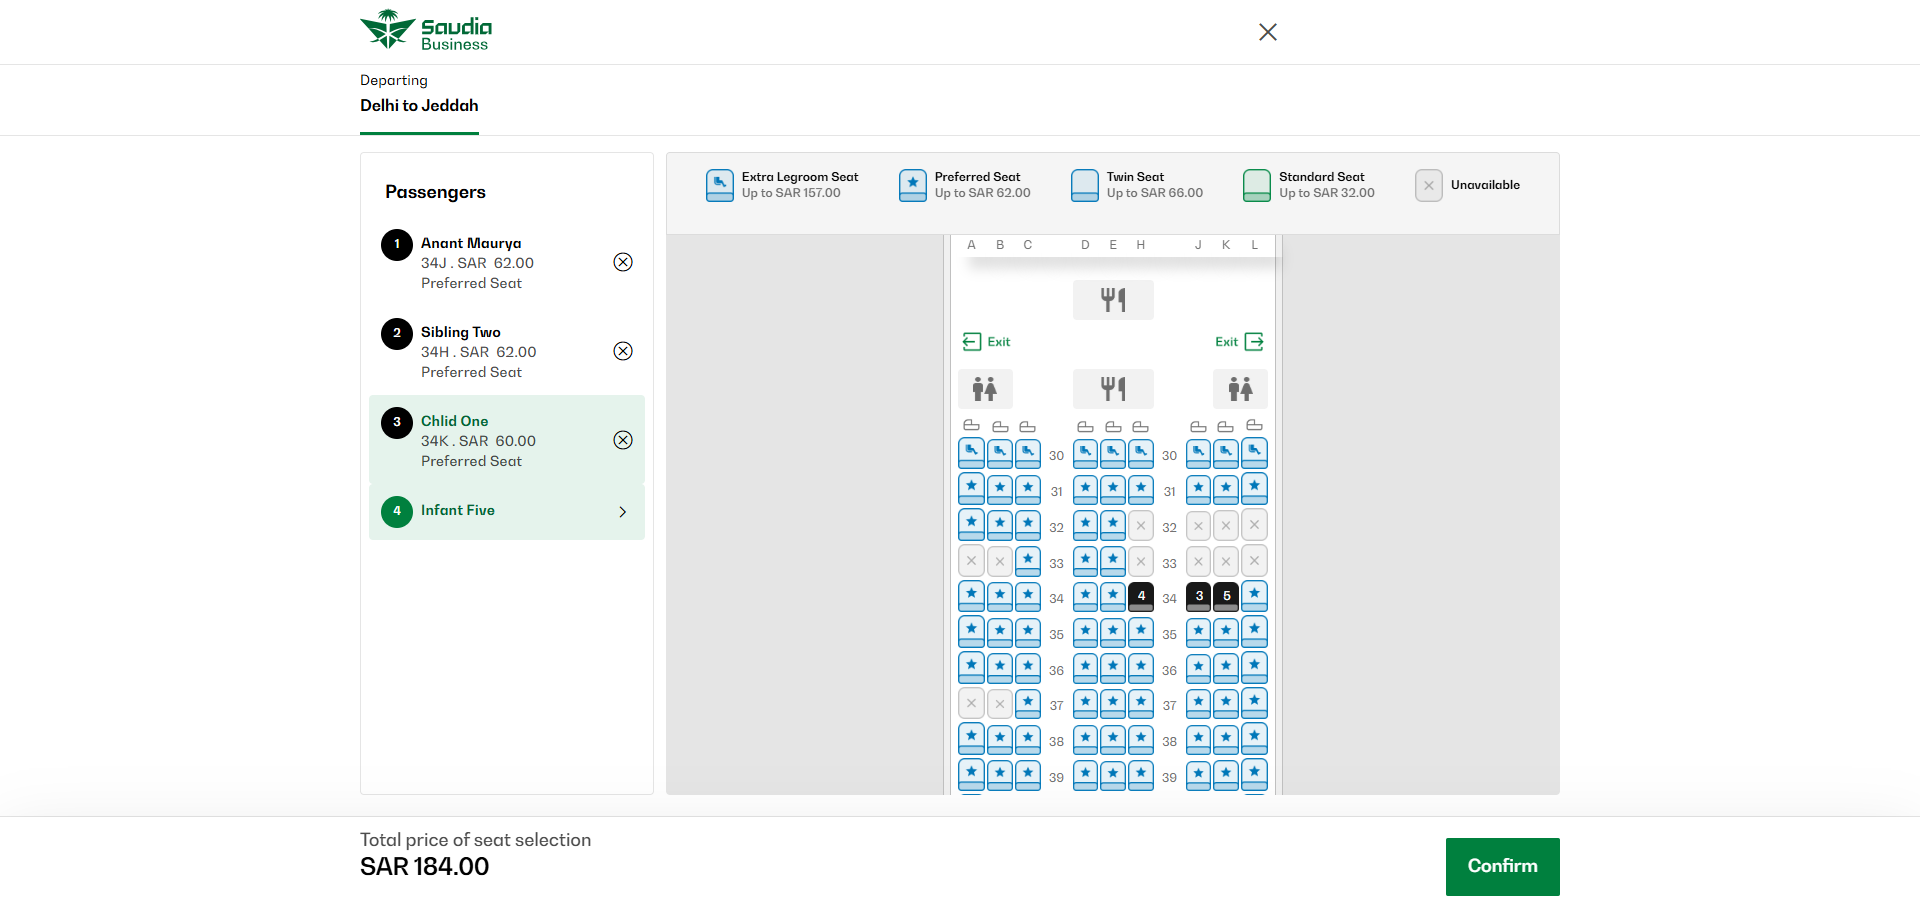 Saudia
Business
Departing
Delhi to Jeddah
Passengers
1 Anant Maurya
34J . SAR 62.00
Preferred Seat
2 Sibling Two
34H . SAR 62.00
Preferred Seat
3 Chlid One
34K . SAR 60.00
Preferred Seat
4 Infant Five
Extra Legroom Seat
Up to SAR 157.00
Preferred Seat
Up to SAR 62.00
Twin Seat
Up to SAR 66.00
Standard Seat
Up to SAR 32.00
Unavailable
A B C D E H J K L
Exit Exit
30 30
31 31
32 32
33 33
34 4 34 3 5
35 35
36 36
37 37
38 38
39 39
Total price of seat selection
SAR 184.00
Confirm